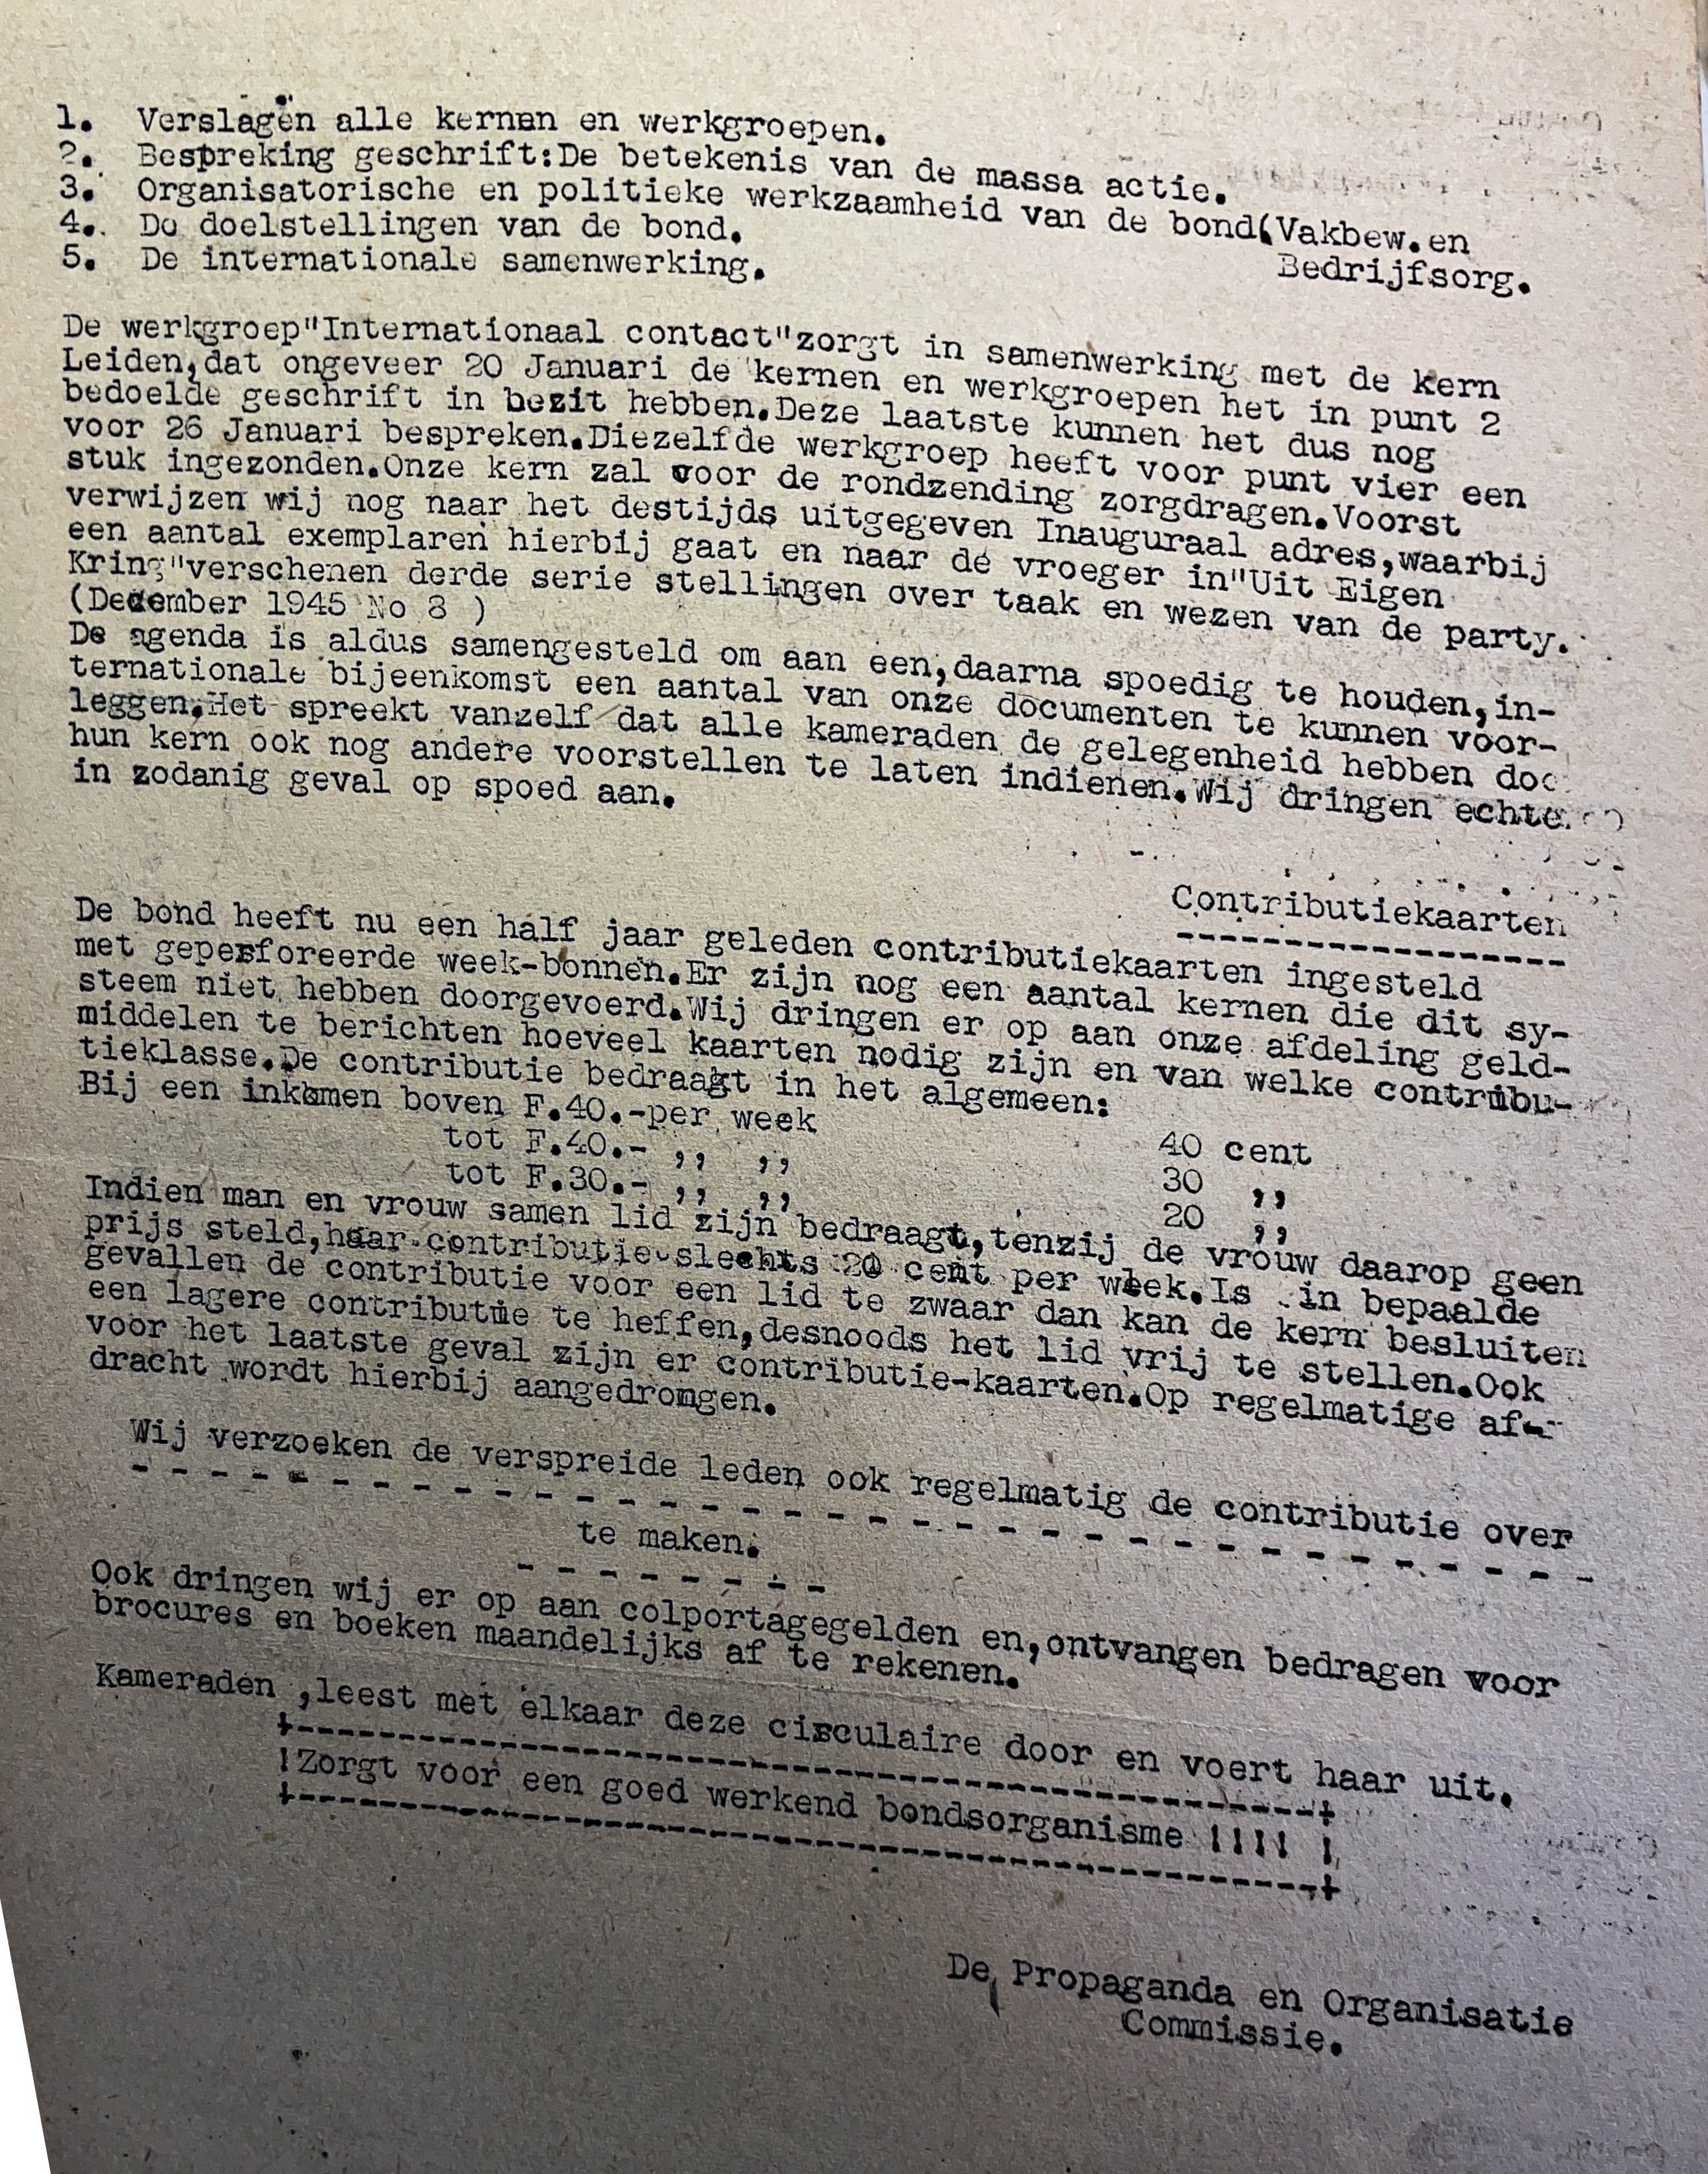 1. Verslagen alle kernen en werkgroepen.
2. Bespreking geschrift:De betekenis van de massa actie.
3. Organisatorische en politieke werkzaamheid van de bond(Vakbew.en
Bedrijfsorg.
4.. De doelstellingen van de bond.
5. De internationale samenwerking.
De werkgroep"Internationaal contact"zorgt in samenwerking met de kern
Leiden,dat ongeveer 20 Januari de kernen en werkgroepen het in punt 2
bedoelde geschrift in bezit hebben.Deze laatste kunnen het dus nog
voor 26 Januari bespreken.Diezelfde werkgroep heeft voor punt vier een
stuk ingezonden.Onze kern zal voor de rondzending zorgdragen.Voorst
verwijzen wij nog naar het destijds uitgegeven Inauguraal adres,waarbij
een aantal exemplaren hierbij gaat en naar de vroeger in"Uit Eigen
Kring"verschenen derde serie stellingen over taak en wezen van de party.
(December 1945 No 8 )
De agenda is aldus samengesteld om aan een,daarna spoedig te houden,in-
ternationale bijeenkomst een aantal van onze documenten te kunnen voor-
leggen.Het spreekt vanzelf dat alle kameraden de gelegenheid hebben doo
hun kern ook nog andere voorstellen te laten indienen.Wij dringen echte
in zodanig geval op spoed aan.
Contributiekaarten
------------------
De bond heeft nu een half jaar geleden contributiekaarten ingesteld
met geperforeerde week-bonnen.Er zijn nog een aantal kernen die dit sy-
steem niet hebben doorgevoerd.Wij dringen er op aan onze afdeling geld-
middelen te berichten hoeveel kaarten nodig zijn en van welke contribu-
tieklasse.De contributie bedraagt in het algemeen:
Bij een inkomen boven F.40.-per week 40 cent
tot F.40.- ,, ,, 30 ,,
tot F.30.- ,, ,, 20 ,,
Indien man en vrouw samen lid zijn bedraagt,tenzij de vrouw daarop geen
prijs steld,haar contributie slechts 20 cent per week.Is in bepaalde
gevallen de contributie voor een lid te zwaar dan kan de kern besluiten
een lagere contributie te heffen,desnoods het lid vrij te stellen.Ook
voor het laatste geval zijn er contributie-kaarten.Op regelmatige af-
dracht wordt hierbij aangedrongen.
Wij verzoeken de verspreide leden ook regelmatig de contributie over
- - - - - - - - - - - - - - - - - - - - - - - - - - - - - - - - - - -
te maken.
- - - - - - - -
Ook dringen wij er op aan colportagegelden en,ontvangen bedragen voor
brocures en boeken maandelijks af te rekenen.
Kameraden ,leest met elkaar deze circulaire door en voert haar uit.
+---------------------------------------------+
!Zorgt voor een goed werkend bondsorganisme !!!! !
+---------------------------------------------+
De Propaganda en Organisatie
Commissie.